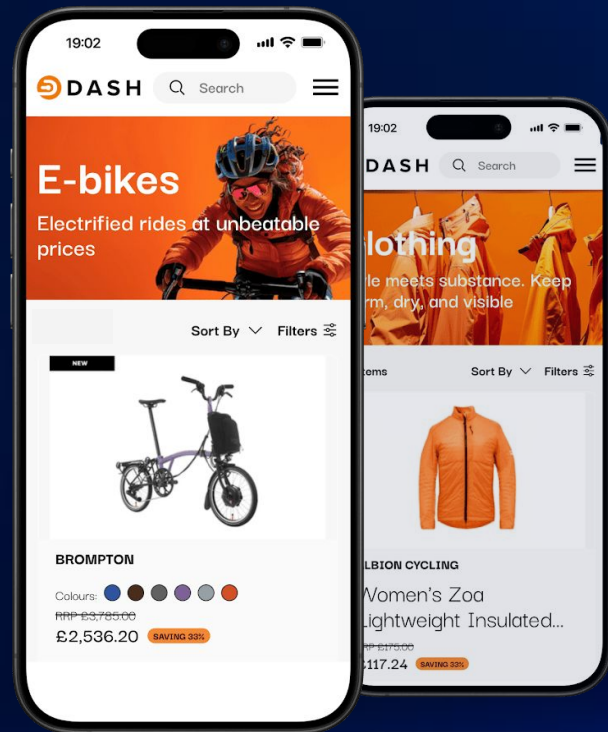 19:02
DASH
Search
E-bikes
Electrified rides at unbeatable
prices
Sort By
Filters
NEW
BROMPTON
Colours:
RRP £3,785.00
£2,536.20
SAVING 33%
19:02
DASH
Search
lothing
le meets substance. Keep
rm, dry, and visible
tems
Sort By
Filters
LBION CYCLING
Women's Zoa
Lightweight Insulated...
RP £175.00
117.24
SAVING 33%